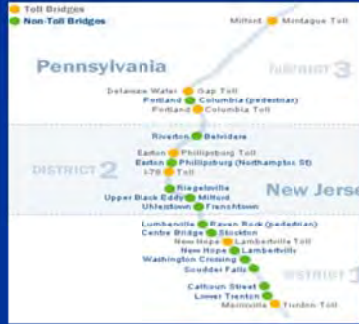 Toll Bridges
Non-Toll Bridges
Milford Montague Toll
Pennsylvania
DISTRICT 3
Delaware Water Gap Toll
Portland Columbia (pedestrian)
Portland Columbia Toll
Riverton Belvidere
Easton Phillipsburg Toll
Easton Phillipsburg (Northampton St)
I-78 Toll
DISTRICT 2
Riegelsville
New Jerse
Upper Black Eddy Milford
Uhlerstown Frenchtown
Lumberville Raven Rock (pedestrian)
Centre Bridge Stockton
New Hope Lambertville Toll
New Hope Lambertville
Washington Crossing
Scudder Falls
DISTRICT 1
Calhoun Street
Lower Trenton
Morrisville Trenton Toll